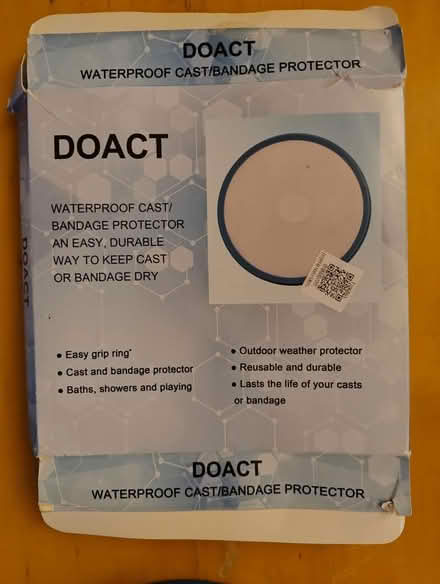 DOACT
WATERPROOF CAST/BANDAGE PROTECTOR
DOACT
WATERPROOF CAST/
BANDAGE PROTECTOR
AN EASY, DURABLE
WAY TO KEEP CAST
OR BANDAGE DRY
• Easy grip ring*
• Cast and bandage protector
• Baths, showers and playing
• Outdoor weather protector
• Reusable and durable
• Lasts the life of your casts
or bandage
DOACT
DOACT
WATERPROOF CAST/BANDAGE PROTECTOR